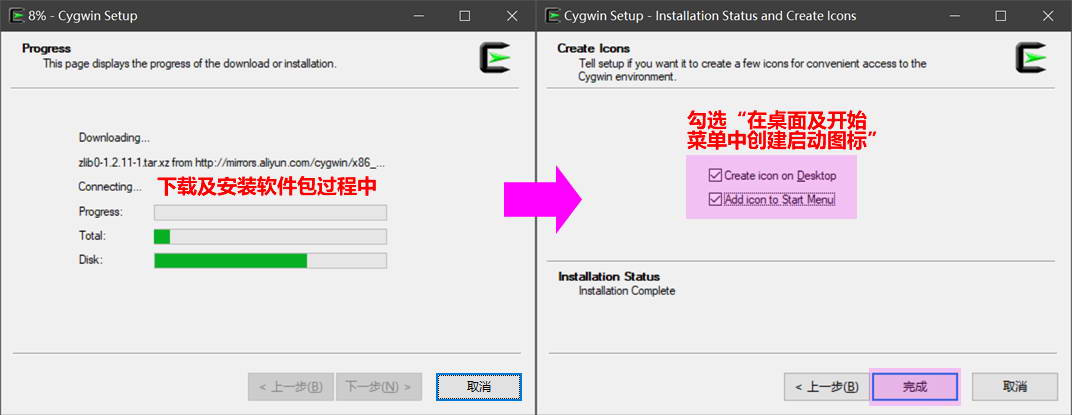 8% - Cygwin Setup
Progress
This page displays the progress of the download or installation.
Downloading...
zlib0-1.2.11-1.tar.xz from http://mirrors.aliyun.com/cygwin/x86_...
Connecting...
下载及安装软件包过程中
Progress:
Total:
Disk:
< 上一步(B)
下一步(N) >
取消
Cygwin Setup - Installation Status and Create Icons
Create Icons
Tell setup if you want it to create a few icons for convenient access to the
Cygwin environment.
勾选“在桌面及开始
菜单中创建启动图标”
Create icon on Desktop
Add icon to Start Menu
Installation Status
Installation Complete
< 上一步(B)
完成
取消